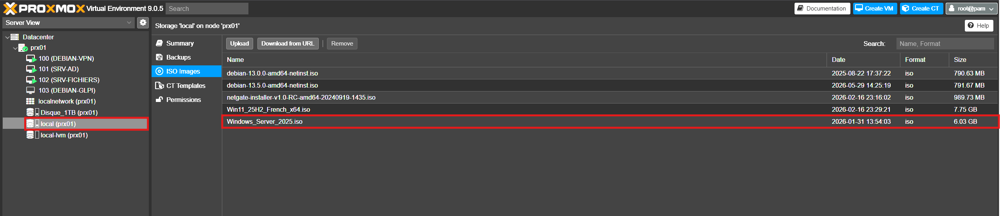 PROXMOX Virtual Environment 9.0.5 Search Documentation Create VM Create CT root@pam
Server View
Storage 'local' on node 'prx01' Help
Datacenter
prx01
100 (DEBIAN-VPN)
101 (SRV-AD)
102 (SRV-FICHIERS)
103 (DEBIAN-GLPI)
localnetwork (prx01)
Disque_1TB (prx01)
local (prx01)
local-lvm (prx01)
Summary
Backups
ISO Images
CT Templates
Permissions
Upload Download from URL Remove Search: Name, Format
Name Date Format Size
debian-13.0.0-amd64-netinst.iso 2025-08-22 17:37:22 iso 790.63 MB
debian-13.5.0-amd64-netinst.iso 2026-05-29 14:25:19 iso 791.67 MB
netgate-installer-v1.0-RC-amd64-20240919-1435.iso 2026-02-16 23:16:02 iso 989.73 MB
Win11_25H2_French_x64.iso 2026-02-16 23:29:21 iso 7.75 GB
Windows_Server_2025.iso 2026-01-31 13:54:03 iso 6.03 GB